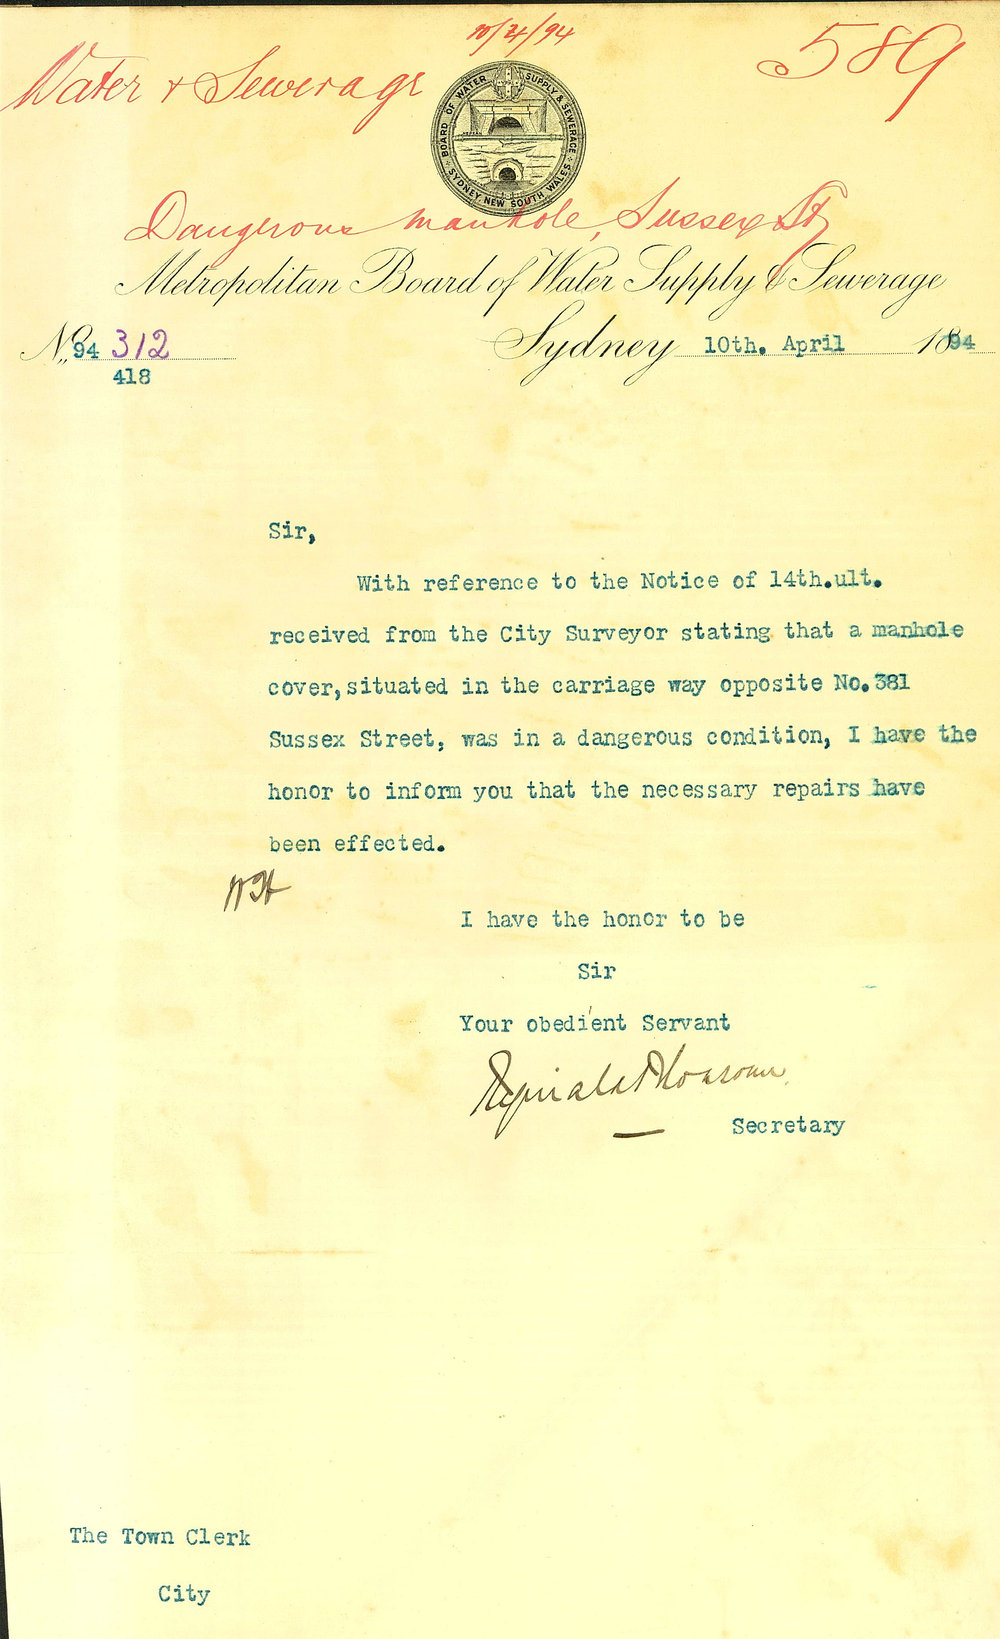 10/4/94
589
Water & Sewerage
BOARD OF WATER SUPPLY & SEWERAGE
SYDNEY, NEW SOUTH WALES
Dangerous manhole, Sussex St
Metropolitan Board of Water Supply & Sewerage
No. 94 312
418
Sydney 10th. April 1894
Sir,
With reference to the Notice of 14th.ult.
received from the City Surveyor stating that a manhole
cover, situated in the carriage way opposite No. 381
Sussex Street, was in a dangerous condition, I have the
honor to inform you that the necessary repairs have
been effected.
I have the honor to be
Sir
Your obedient Servant
Secretary
The Town Clerk
City